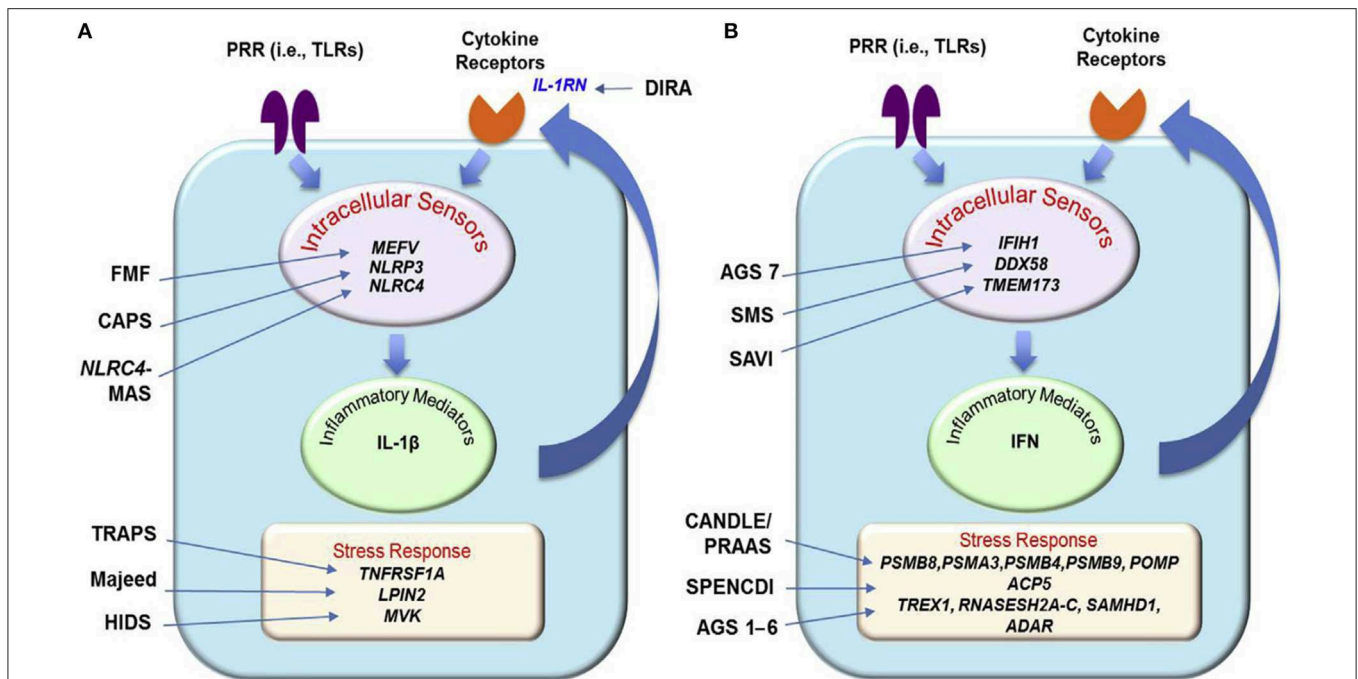 A
PRR (i.e., TLRs)
Cytokine
Receptors
IL-1RN
DIRA
Intracellular Sensors
MEFV
NLRP3
NLRC4
FMF
CAPS
NLRC4-
MAS
Inflammatory Mediators
IL-1β
TRAPS
Majeed
HIDS
Stress Response
TNFRSF1A
LPIN2
MVK
B
PRR (i.e., TLRs)
Cytokine
Receptors
Intracellular Sensors
IFIH1
DDX58
TMEM173
AGS 7
SMS
SAVI
Inflammatory Mediators
IFN
CANDLE/
PRAAS
SPENCDI
AGS 1–6
Stress Response
PSMB8,PSMA3,PSMB4,PSMB9, POMP
ACP5
TREX1, RNASESH2A-C, SAMHD1,
ADAR